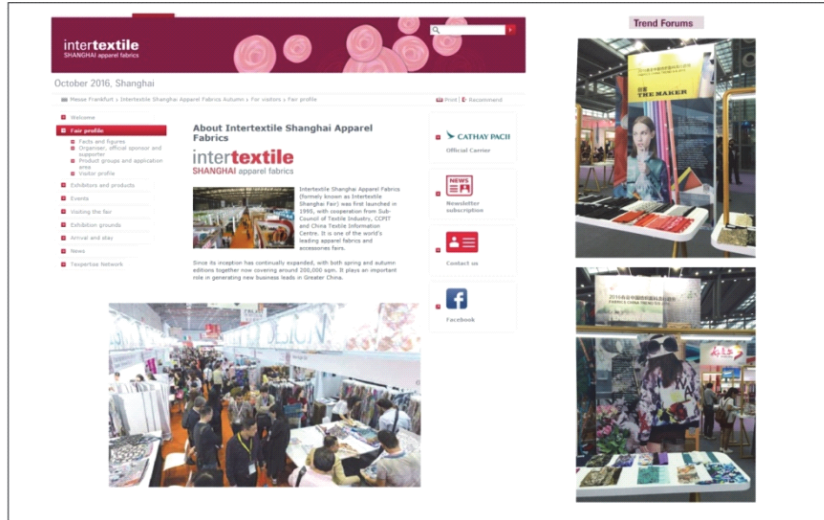 intertextile
SHANGHAI apparel fabrics
October 2016, Shanghai
Messe Frankfurt » Intertextile Shanghai Apparel Fabrics Autumn » For visitors » Fair profile
Print | Recommend
Welcome
Fair profile
Facts and figures
Organiser, official sponsor and
supporter
Product groups and application
area
Visitor profile
Exhibitors and products
Events
Visiting the fair
Exhibition grounds
Arrival and stay
News
Texpertise Network
About Intertextile Shanghai Apparel
Fabrics
intertextile
SHANGHAI apparel fabrics
Intertextile Shanghai Apparel Fabrics
(formerly known as Intertextile
Shanghai Fair) was first launched in
1995, with cooperation from Sub-
Council of Textile Industry, CCPIT
and China Textile Information
Centre. It is one of the world's
leading apparel fabrics and
accessories fairs.
Since its inception has continually expanded, with both spring and autumn
editions together now covering around 200,000 sqm. It plays an important
role in generating new business leads in Greater China.
CATHAY PACII
Official Carrier
NEWS
Newsletter
subscription
Contact us
Facebook
DESIGN
Trend Forums
THE MAKER